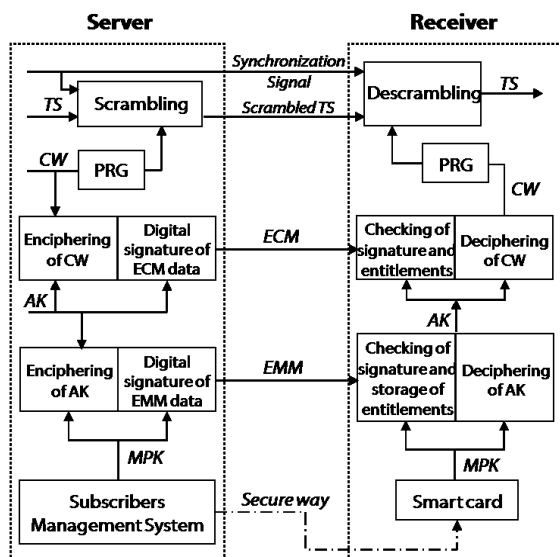 Server
Receiver
Synchronization
Signal
TS
Scrambling
Scrambled TS
Descrambling
TS
CW
PRG
PRG
CW
Enciphering
of CW
Digital
signature of
ECM data
ECM
Checking of
signature and
entitlements
Deciphering
of CW
AK
AK
Enciphering
of AK
Digital
signature of
EMM data
EMM
Checking of
signature and
storage of
entitlements
Deciphering
of AK
MPK
MPK
Subscribers
Management System
Secure way
Smart card